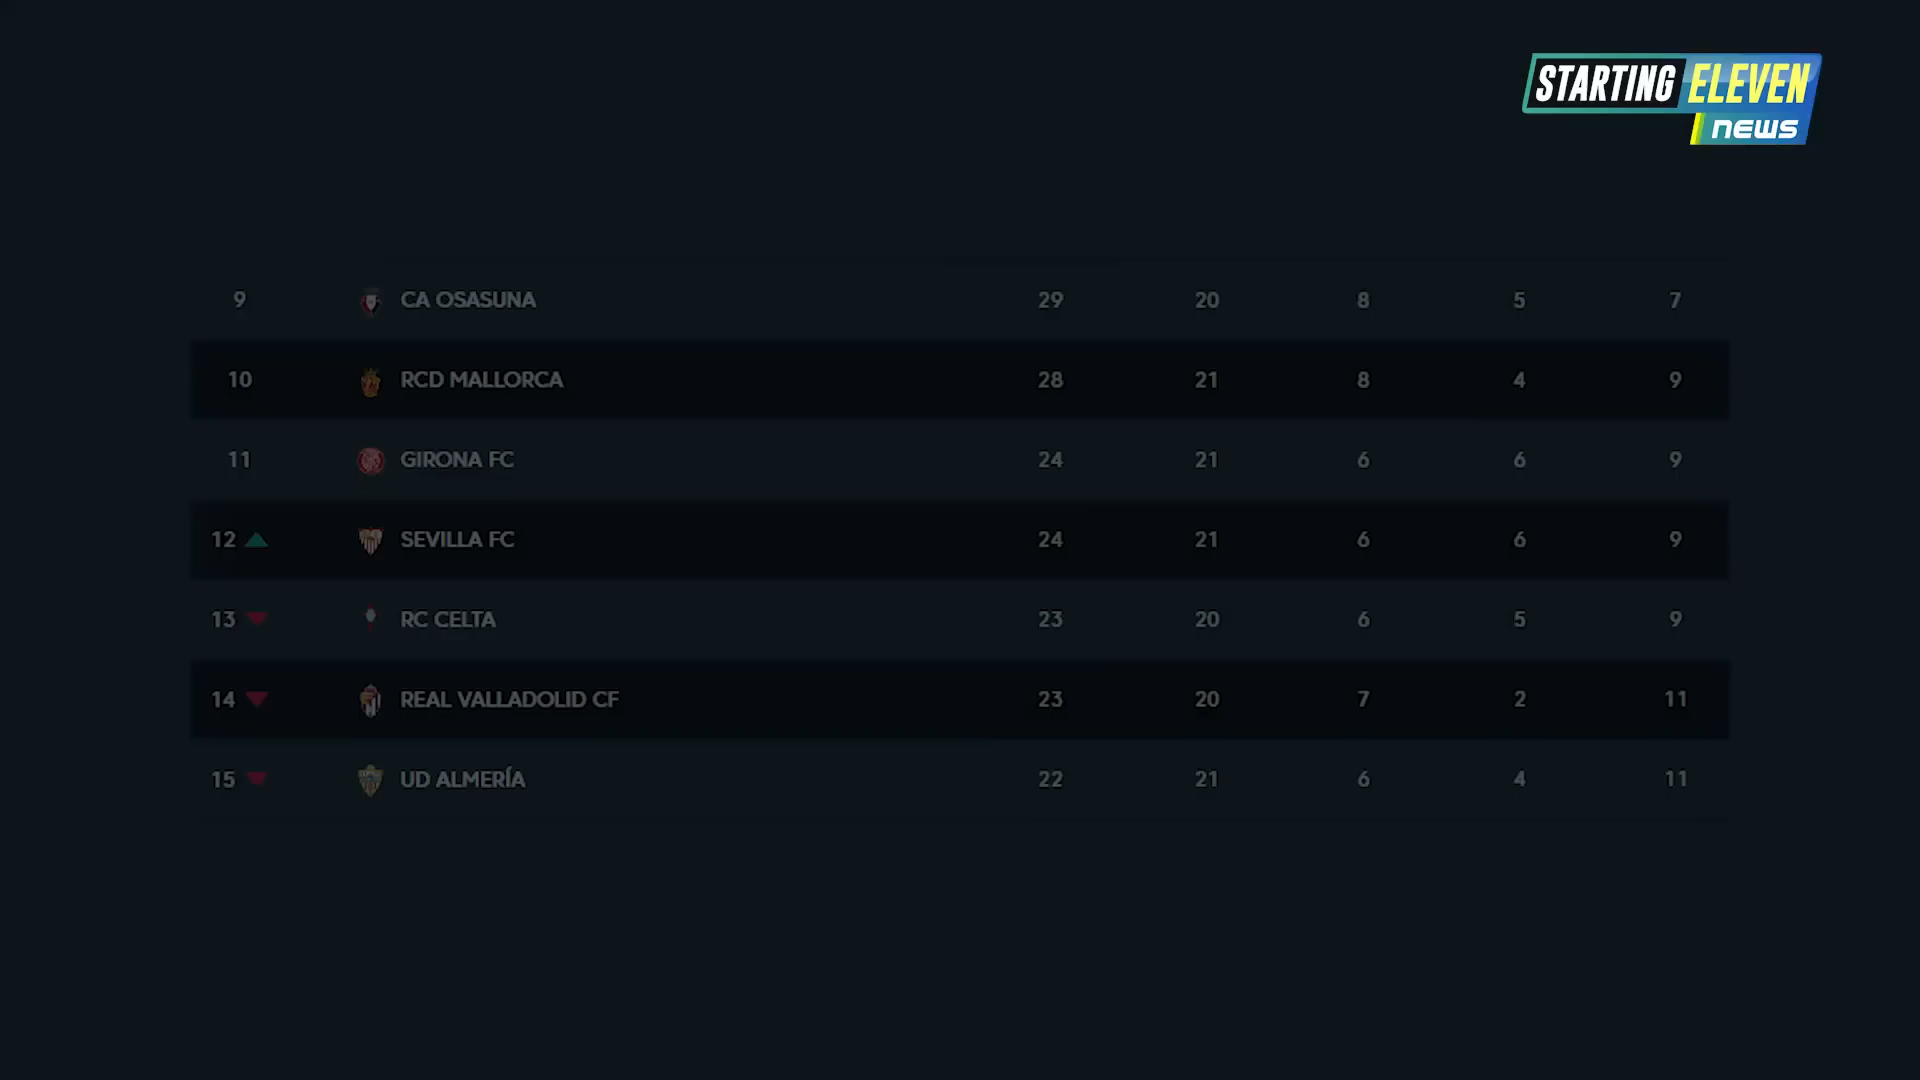 STARTING ELEVEN
news
9 CA OSASUNA 29 20 8 5 7
10 RCD MALLORCA 28 21 8 4 9
11 GIRONA FC 24 21 6 6 9
12 SEVILLA FC 24 21 6 6 9
13 RC CELTA 23 20 6 5 9
14 REAL VALLADOLID CF 23 20 7 2 11
15 UD ALMERÍA 22 21 6 4 11